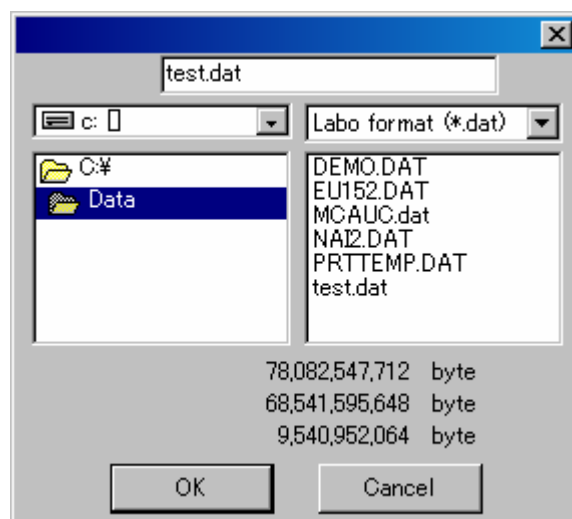 test.dat
c: []
Labo format (*.dat)
C:¥
Data
DEMO.DAT
EU152.DAT
MCAUC.dat
NAI2.DAT
PRTTEMP.DAT
test.dat
78,082,547,712 byte
68,541,595,648 byte
9,540,952,064 byte
OK
Cancel